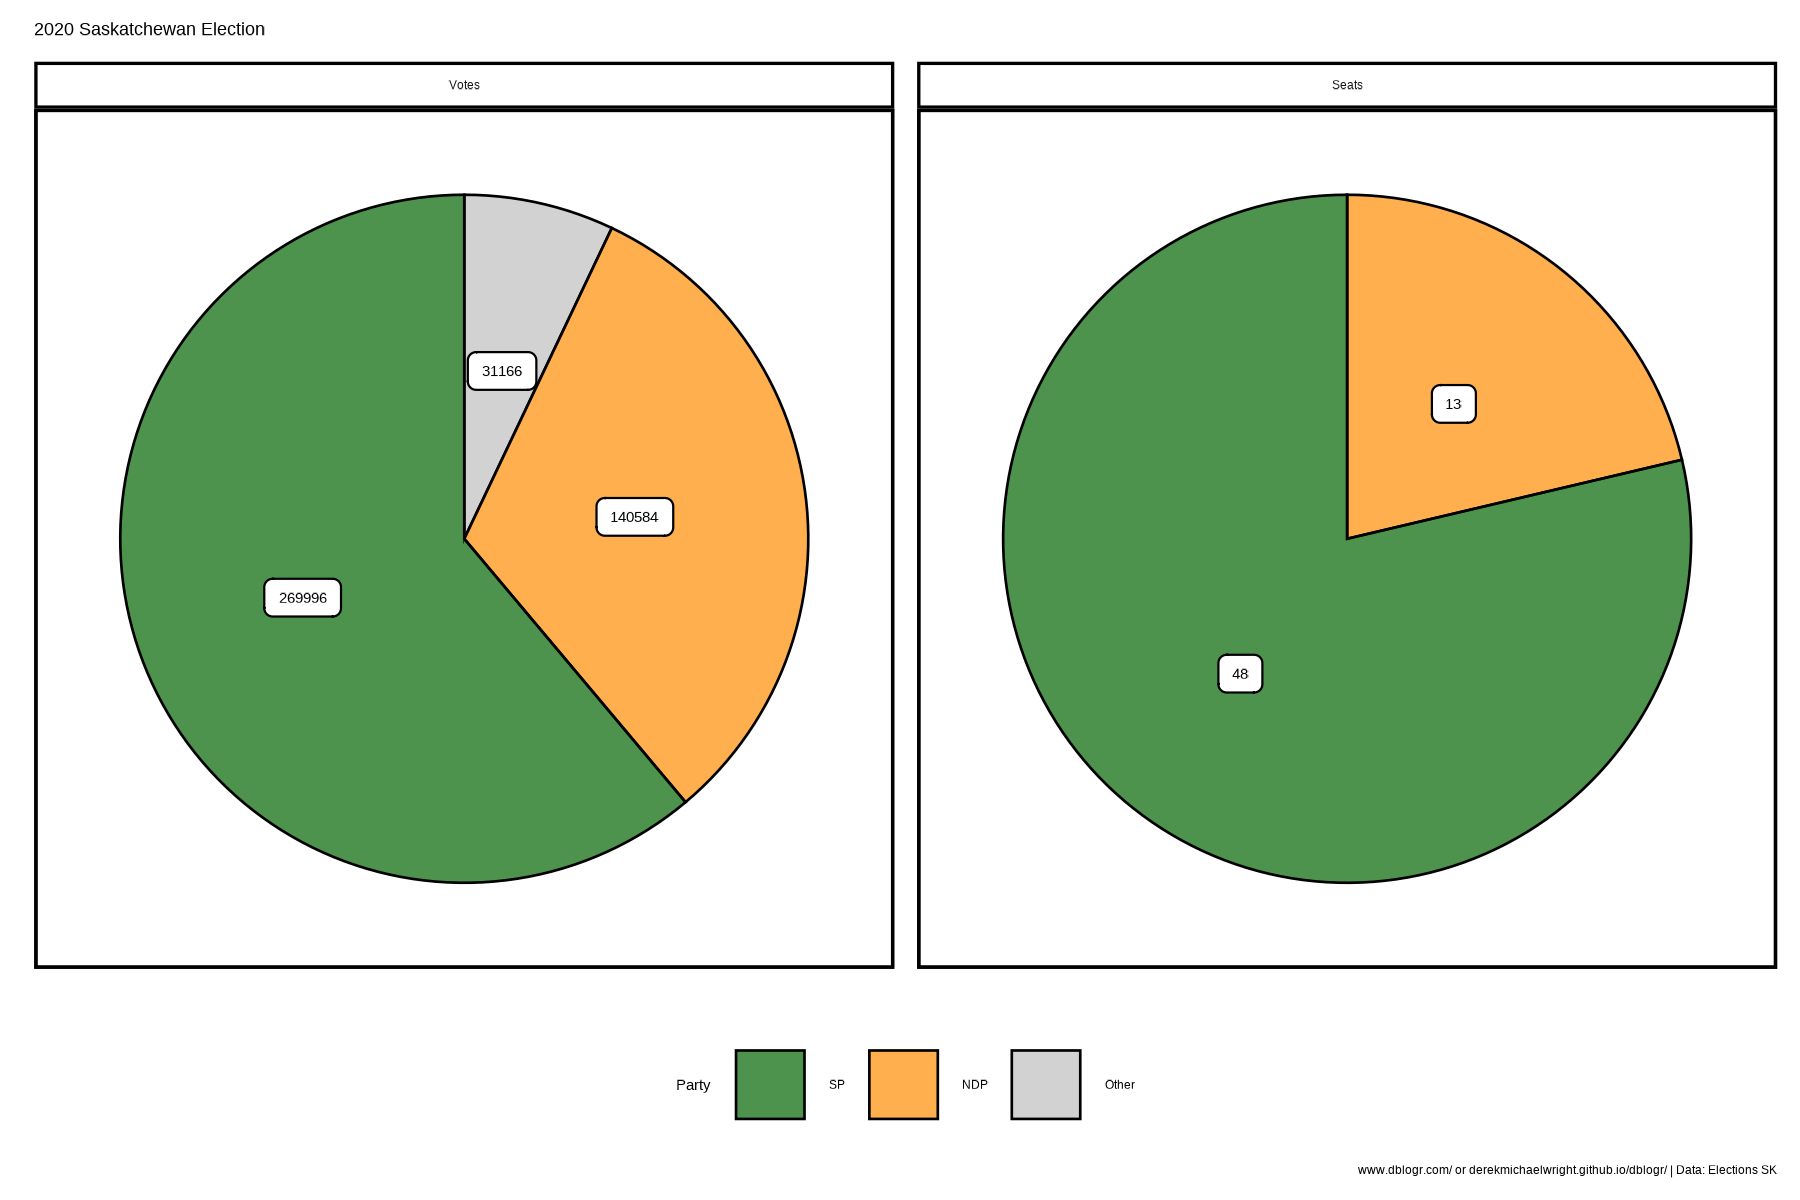 2020 Saskatchewan Election
Votes
Seats
31166
140584
269996
13
48
Party
SP
NDP
Other
www.dblogr.com/ or derekmichaelwright.github.io/dblogr/ | Data: Elections SK